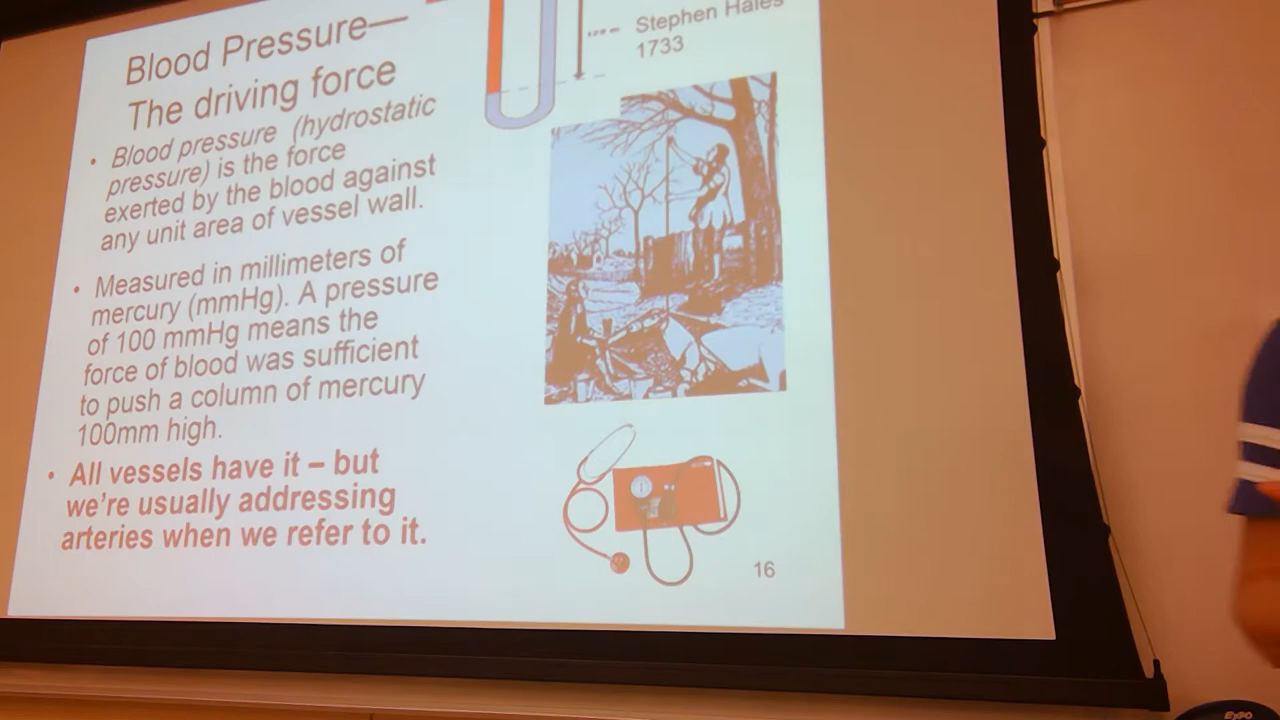 Blood Pressure—
The driving force
• Blood pressure (hydrostatic
pressure) is the force
exerted by the blood against
any unit area of vessel wall.
• Measured in millimeters of
mercury (mmHg). A pressure
of 100 mmHg means the
force of blood was sufficient
to push a column of mercury
100mm high.
• All vessels have it – but
we're usually addressing
arteries when we refer to it.
Stephen Hales
1733
16
EXPO